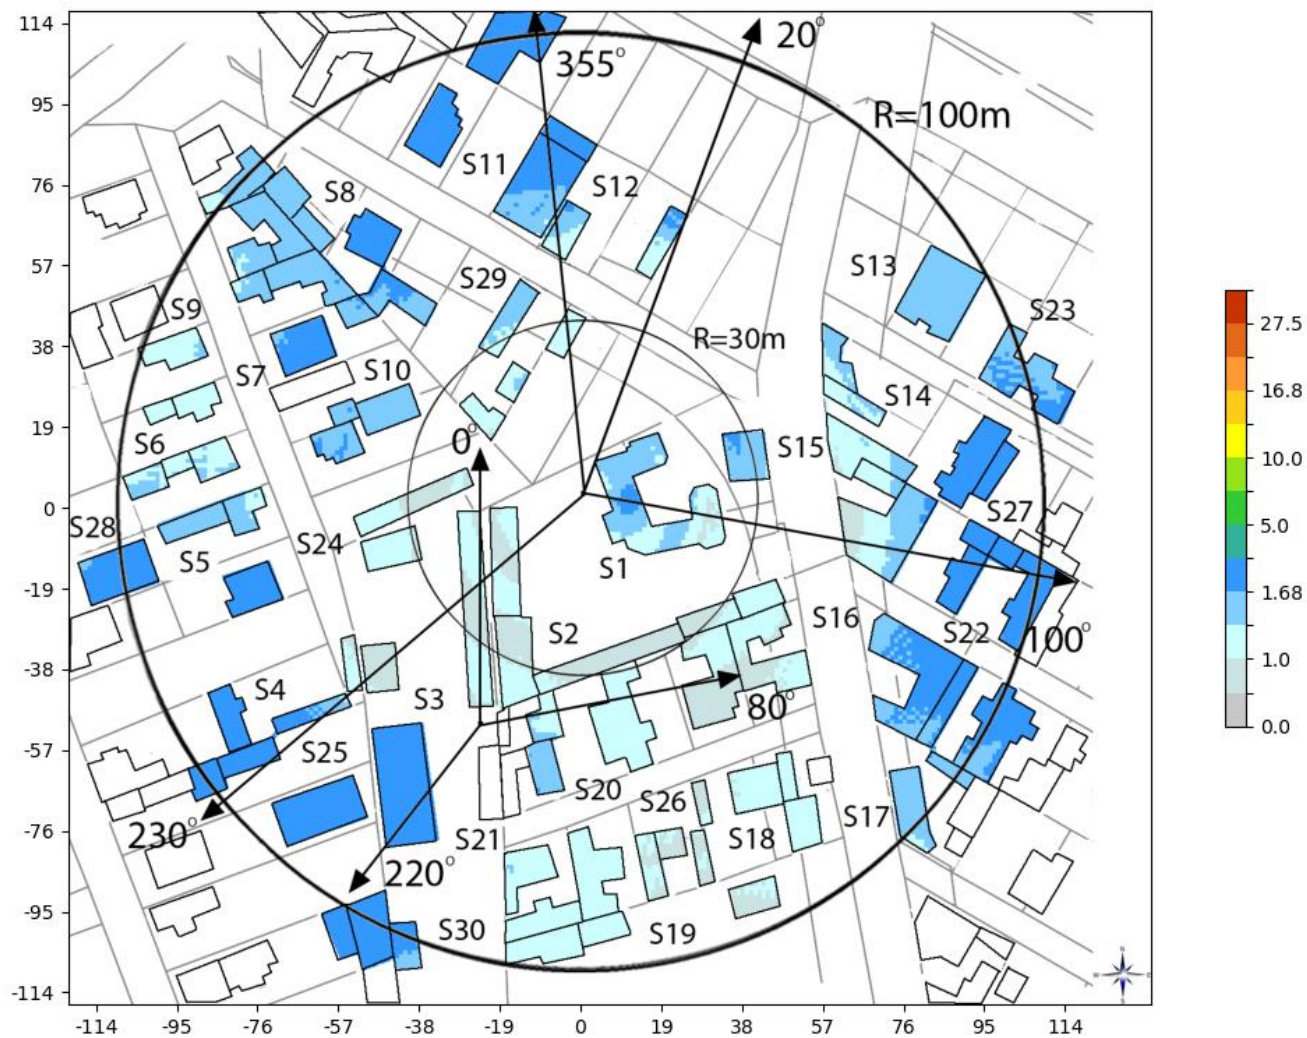 114
95
76
57
38
19
0
-19
-38
-57
-76
-95
-114
355°
20°
R=100m
S11
S12
S8
S13
S29
S23
S9
R=30m
S7
S10
S14
S6
0°
S15
S28
S27
S24
S5
S1
S2
S16
S22
100°
S4
S3
80°
S25
S20
S26
S17
230°
S21
S18
220°
S30
S19
-114 -95 -76 -57 -38 -19 0 19 38 57 76 95 114
27.5
16.8
10.0
5.0
1.68
1.0
0.0
N
W E
S